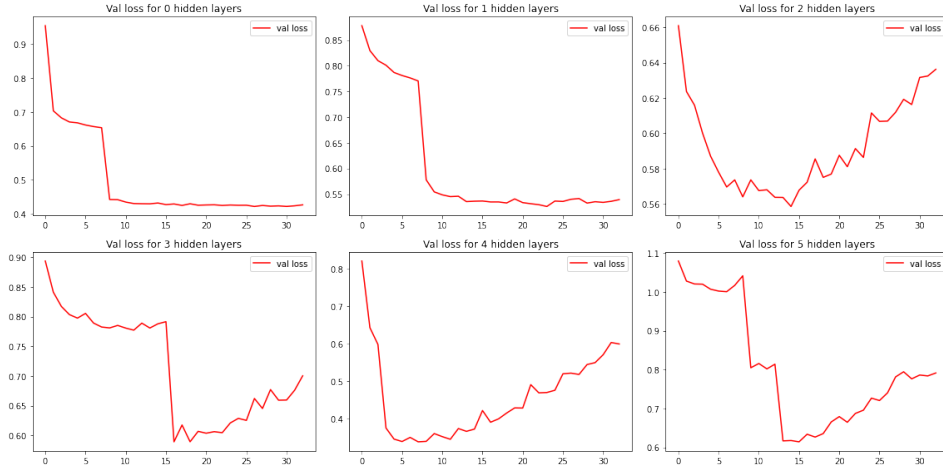 Val loss for 0 hidden layers
val loss
0.9
0.8
0.7
0.6
0.5
0.4
0 5 10 15 20 25 30
Val loss for 1 hidden layers
val loss
0.85
0.80
0.75
0.70
0.65
0.60
0.55
0 5 10 15 20 25 30
Val loss for 2 hidden layers
val loss
0.66
0.64
0.62
0.60
0.58
0.56
0 5 10 15 20 25 30
Val loss for 3 hidden layers
val loss
0.90
0.85
0.80
0.75
0.70
0.65
0.60
0 5 10 15 20 25 30
Val loss for 4 hidden layers
val loss
0.8
0.7
0.6
0.5
0.4
0 5 10 15 20 25 30
Val loss for 5 hidden layers
val loss
1.1
1.0
0.9
0.8
0.7
0.6
0 5 10 15 20 25 30